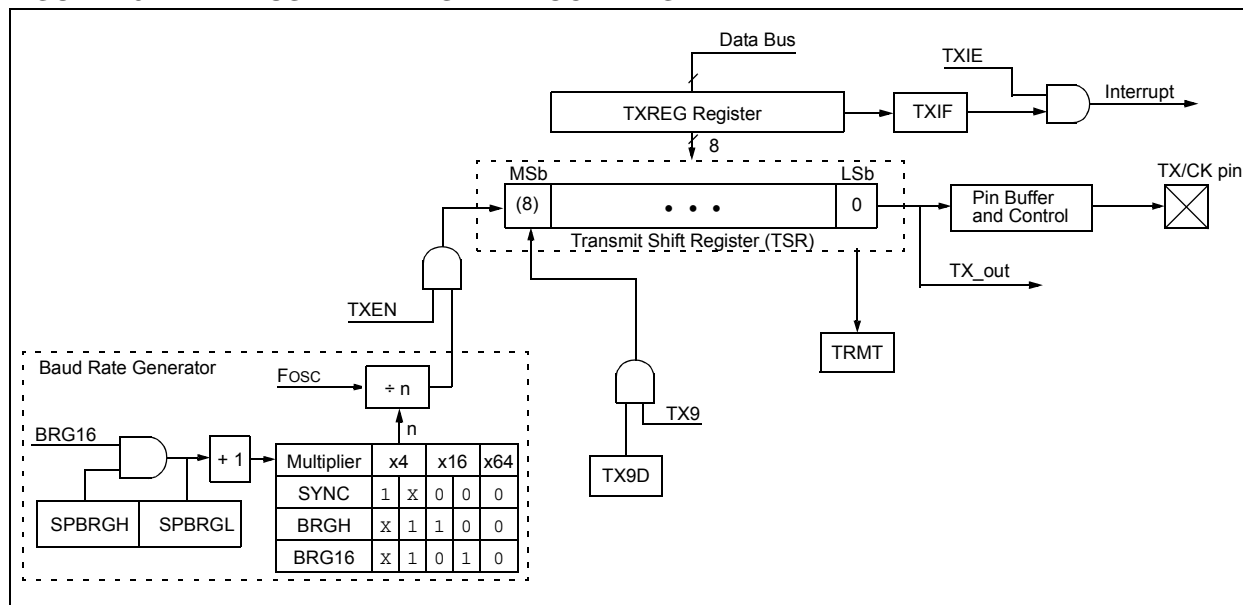 Data Bus
TXIE
Interrupt
TXREG Register
TXIF
8
MSb
LSb
TX/CK pin
(8)
• • •
0
Pin Buffer
and Control
Transmit Shift Register (TSR)
TX_out
TXEN
TRMT
Baud Rate Generator
FOSC
÷ n
TX9
n
BRG16
+ 1
Multiplier x4 x16 x64
TX9D
SYNC 1 X 0 0 0
SPBRGH SPBRGL
BRGH X 1 1 0 0
BRG16 X 1 0 1 0